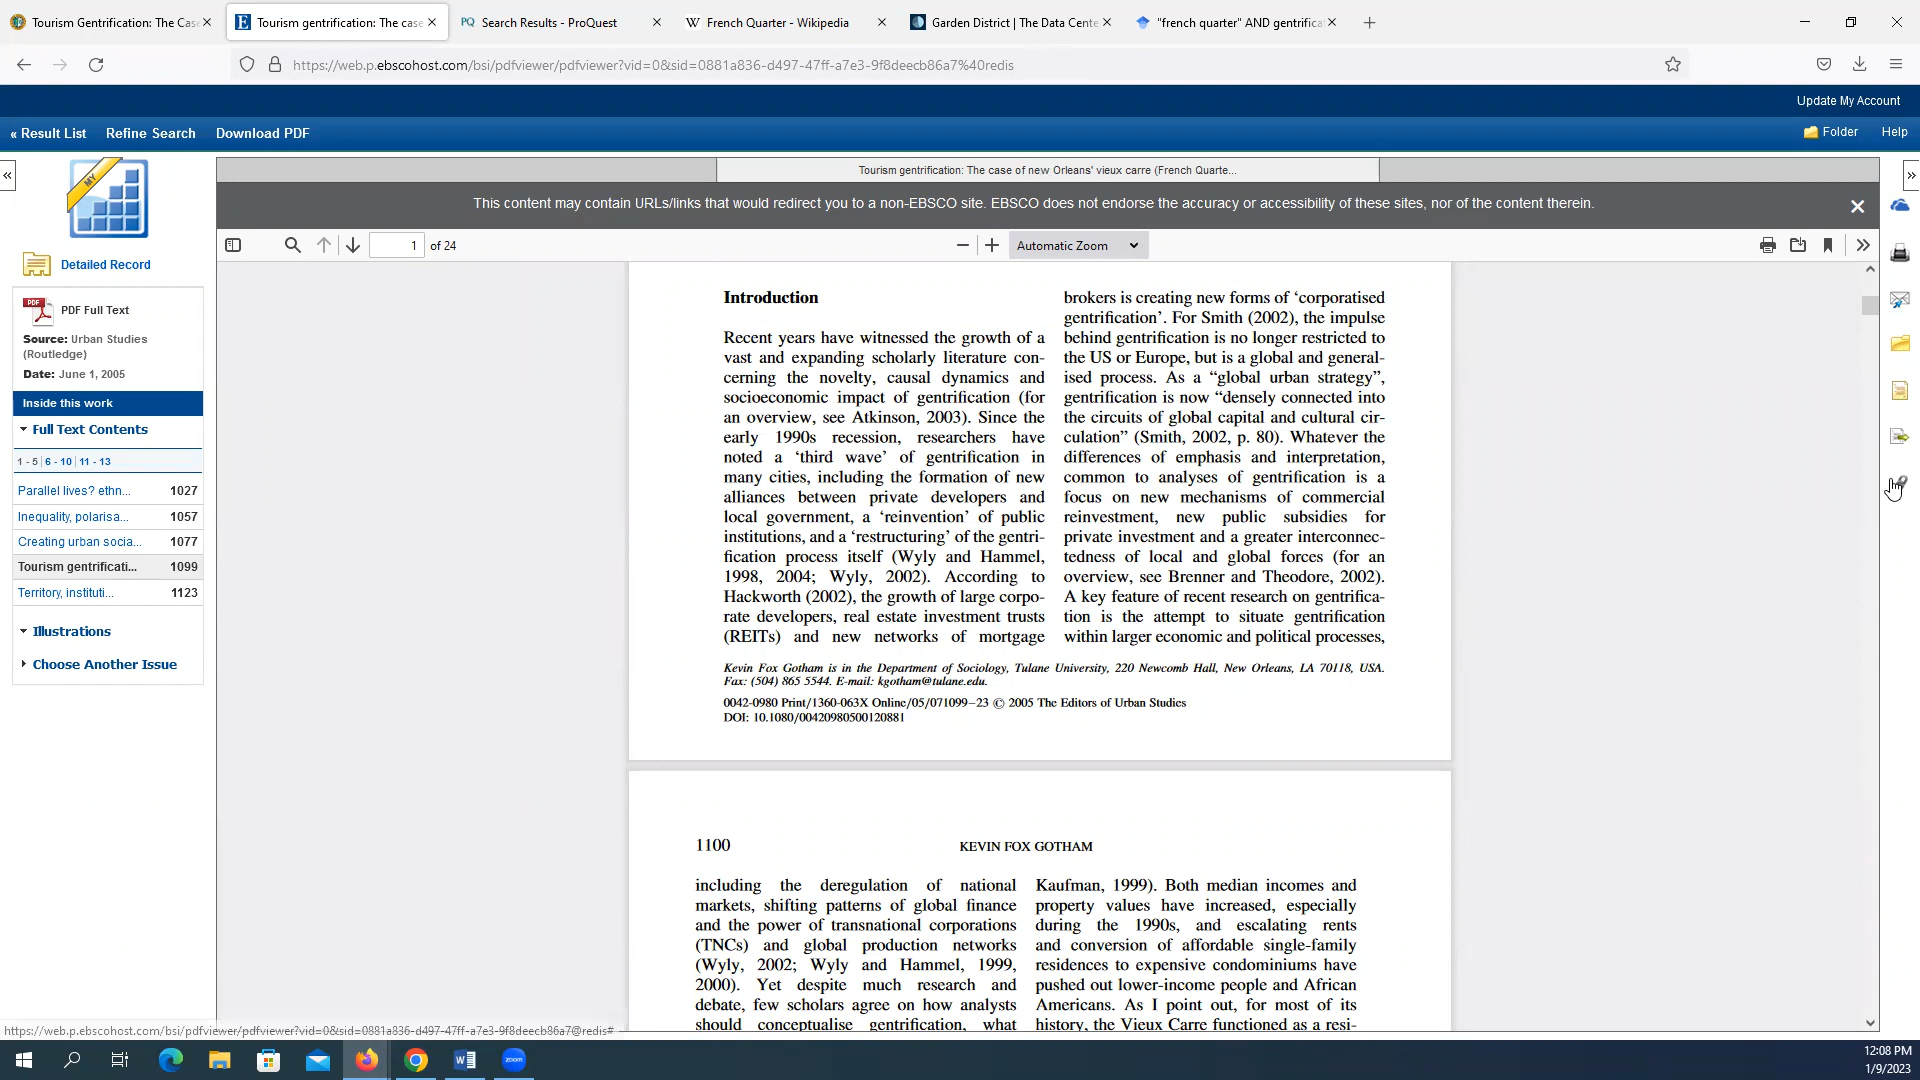 Tourism Gentrification: The Cas
Tourism gentrification: The case
PQ Search Results - ProQuest
W French Quarter - Wikipedia
Garden District | The Data Cente
"french quarter" AND gentrifica
https://web.p.ebscohost.com/bsi/pdfviewer/pdfviewer?vid=0&sid=0881a836-d497-47ff-a7e3-9f8deecb86a7%40redis
Update My Account
« Result List Refine Search Download PDF
Folder Help
MY
Tourism gentrification: The case of new Orleans' vieux carre (French Quarte...
This content may contain URLs/links that would redirect you to a non-EBSCO site. EBSCO does not endorse the accuracy or accessibility of these sites, nor of the content therein.
1 of 24
Automatic Zoom
Detailed Record
PDF
PDF Full Text
Source: Urban Studies
(Routledge)
Date: June 1, 2005
Inside this work
Full Text Contents
1 - 5 | 6 - 10 | 11 - 13
Parallel lives? ethn... 1027
Inequality, polarisa... 1057
Creating urban socia... 1077
Tourism gentrificati... 1099
Territory, instituti... 1123
Illustrations
Choose Another Issue
Introduction
Recent years have witnessed the growth of a
vast and expanding scholarly literature con-
cerning the novelty, causal dynamics and
socioeconomic impact of gentrification (for
an overview, see Atkinson, 2003). Since the
early 1990s recession, researchers have
noted a ‘third wave’ of gentrification in
many cities, including the formation of new
alliances between private developers and
local government, a ‘reinvention’ of public
institutions, and a ‘restructuring’ of the gentri-
fication process itself (Wyly and Hammel,
1998, 2004; Wyly, 2002). According to
Hackworth (2002), the growth of large corpo-
rate developers, real estate investment trusts
(REITs) and new networks of mortgage
brokers is creating new forms of ‘corporatised
gentrification’. For Smith (2002), the impulse
behind gentrification is no longer restricted to
the US or Europe, but is a global and general-
ised process. As a “global urban strategy”,
gentrification is now “densely connected into
the circuits of global capital and cultural cir-
culation” (Smith, 2002, p. 80). Whatever the
differences of emphasis and interpretation,
common to analyses of gentrification is a
focus on new mechanisms of commercial
reinvestment, new public subsidies for
private investment and a greater interconnec-
tedness of local and global forces (for an
overview, see Brenner and Theodore, 2002).
A key feature of recent research on gentrifica-
tion is the attempt to situate gentrification
within larger economic and political processes,
Kevin Fox Gotham is in the Department of Sociology, Tulane University, 220 Newcomb Hall, New Orleans, LA 70118, USA.
Fax: (504) 865 5544. E-mail: kgotham@tulane.edu.
0042-0980 Print/1360-063X Online/05/071099–23 © 2005 The Editors of Urban Studies
DOI: 10.1080/00420980500120881
1100 KEVIN FOX GOTHAM
including the deregulation of national
markets, shifting patterns of global finance
and the power of transnational corporations
(TNCs) and global production networks
(Wyly, 2002; Wyly and Hammel, 1999,
2000). Yet despite much research and
debate, few scholars agree on how analysts
should conceptualise gentrification, what
Kaufman, 1999). Both median incomes and
property values have increased, especially
during the 1990s, and escalating rents
and conversion of affordable single-family
residences to expensive condominiums have
pushed out lower-income people and African
Americans. As I point out, for most of its
history, the Vieux Carre functioned as a resi-
https://web.p.ebscohost.com/bsi/pdfviewer/pdfviewer?vid=0&sid=0881a836-d497-47ff-a7e3-9f8deecb86a7@redis#
zoom
12:08 PM
1/9/2023